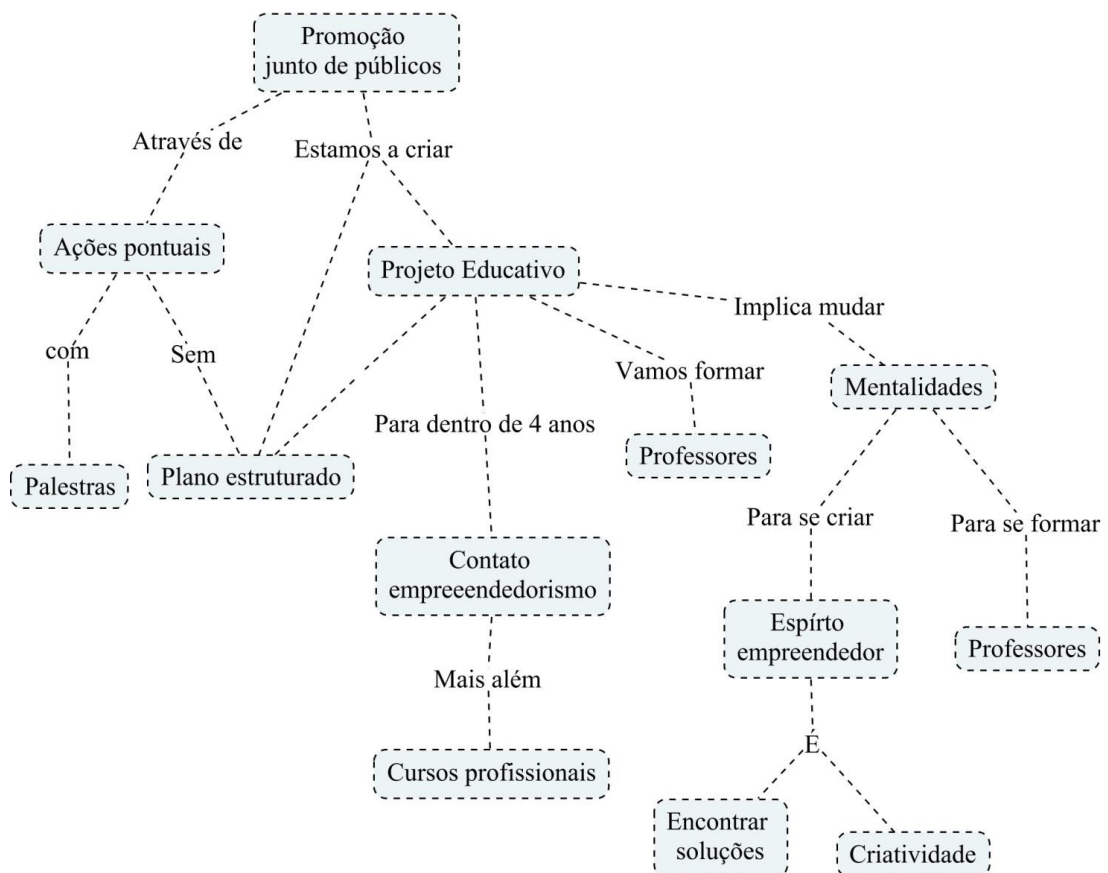 Promoção
junto de públicos
Através de
Estamos a criar
Ações pontuais
Projeto Educativo
Implica mudar
com
Sem
Vamos formar
Mentalidades
Para dentro de 4 anos
Palestras
Plano estruturado
Professores
Para se criar
Para se formar
Contato
empreeendedorismo
Espírto
empreendedor
Professores
Mais além
É
Cursos profissionais
Encontrar
soluções
Criatividade